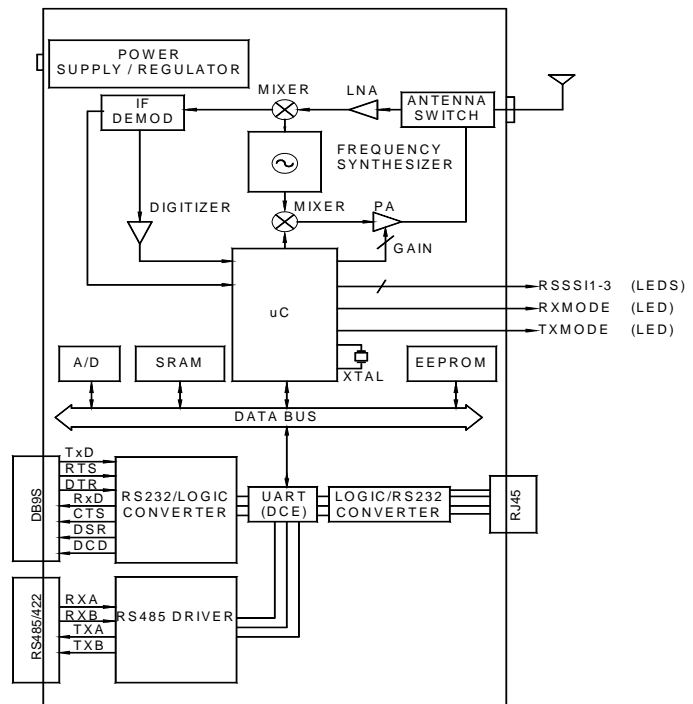 POWER
SUPPLY / REGULATOR
MIXER
LNA
IF
DEMOD
ANTENNA
SWITCH
FREQUENCY
SYNTHESIZER
DIGITIZER
MIXER
PA
GAIN
uC
RSSSI1-3 (LEDS)
RXMODE (LED)
TXMODE (LED)
XTAL
A/D
SRAM
EEPROM
DATA BUS
DB9S
TxD
RTS
DTR
RxD
CTS
DSR
DCD
RS232/LOGIC
CONVERTER
UART
(DCE)
LOGIC/RS232
CONVERTER
RJ45
RS485/422
RXA
RXB
TXA
TXB
RS485 DRIVER